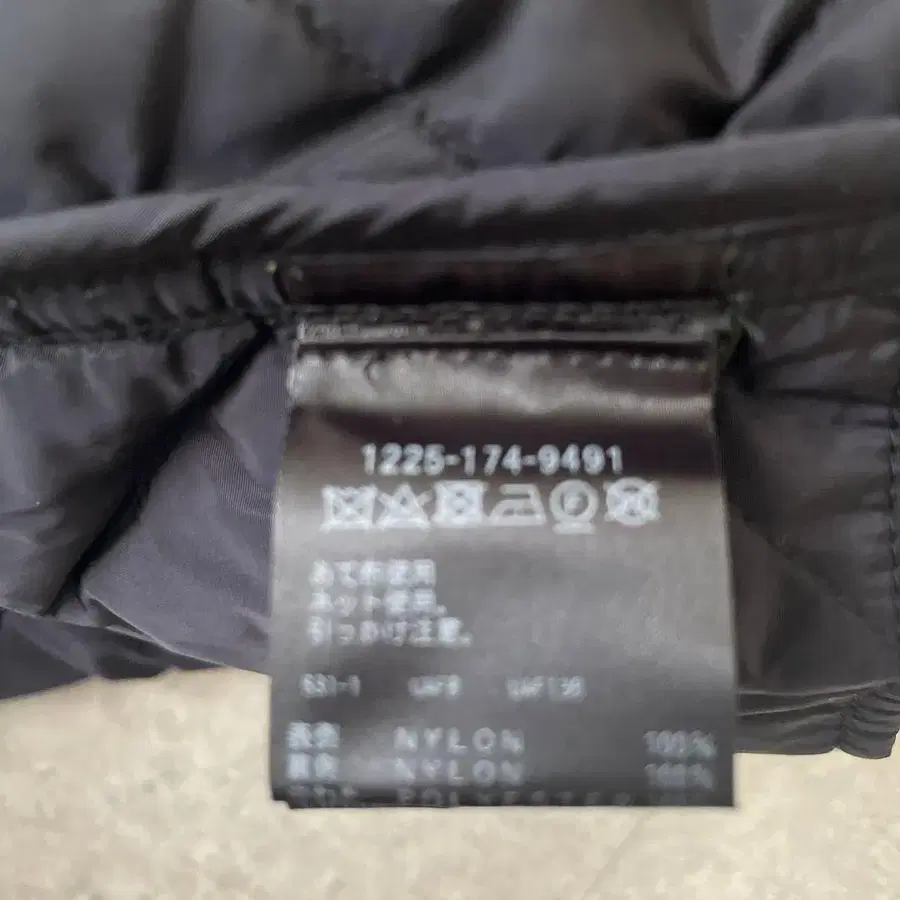 1225-174-9491
あて布使用
ネット使用。
引っかけ注意。
表地 NYLON 100%
裏地 NYLON 100%
POLYESTER